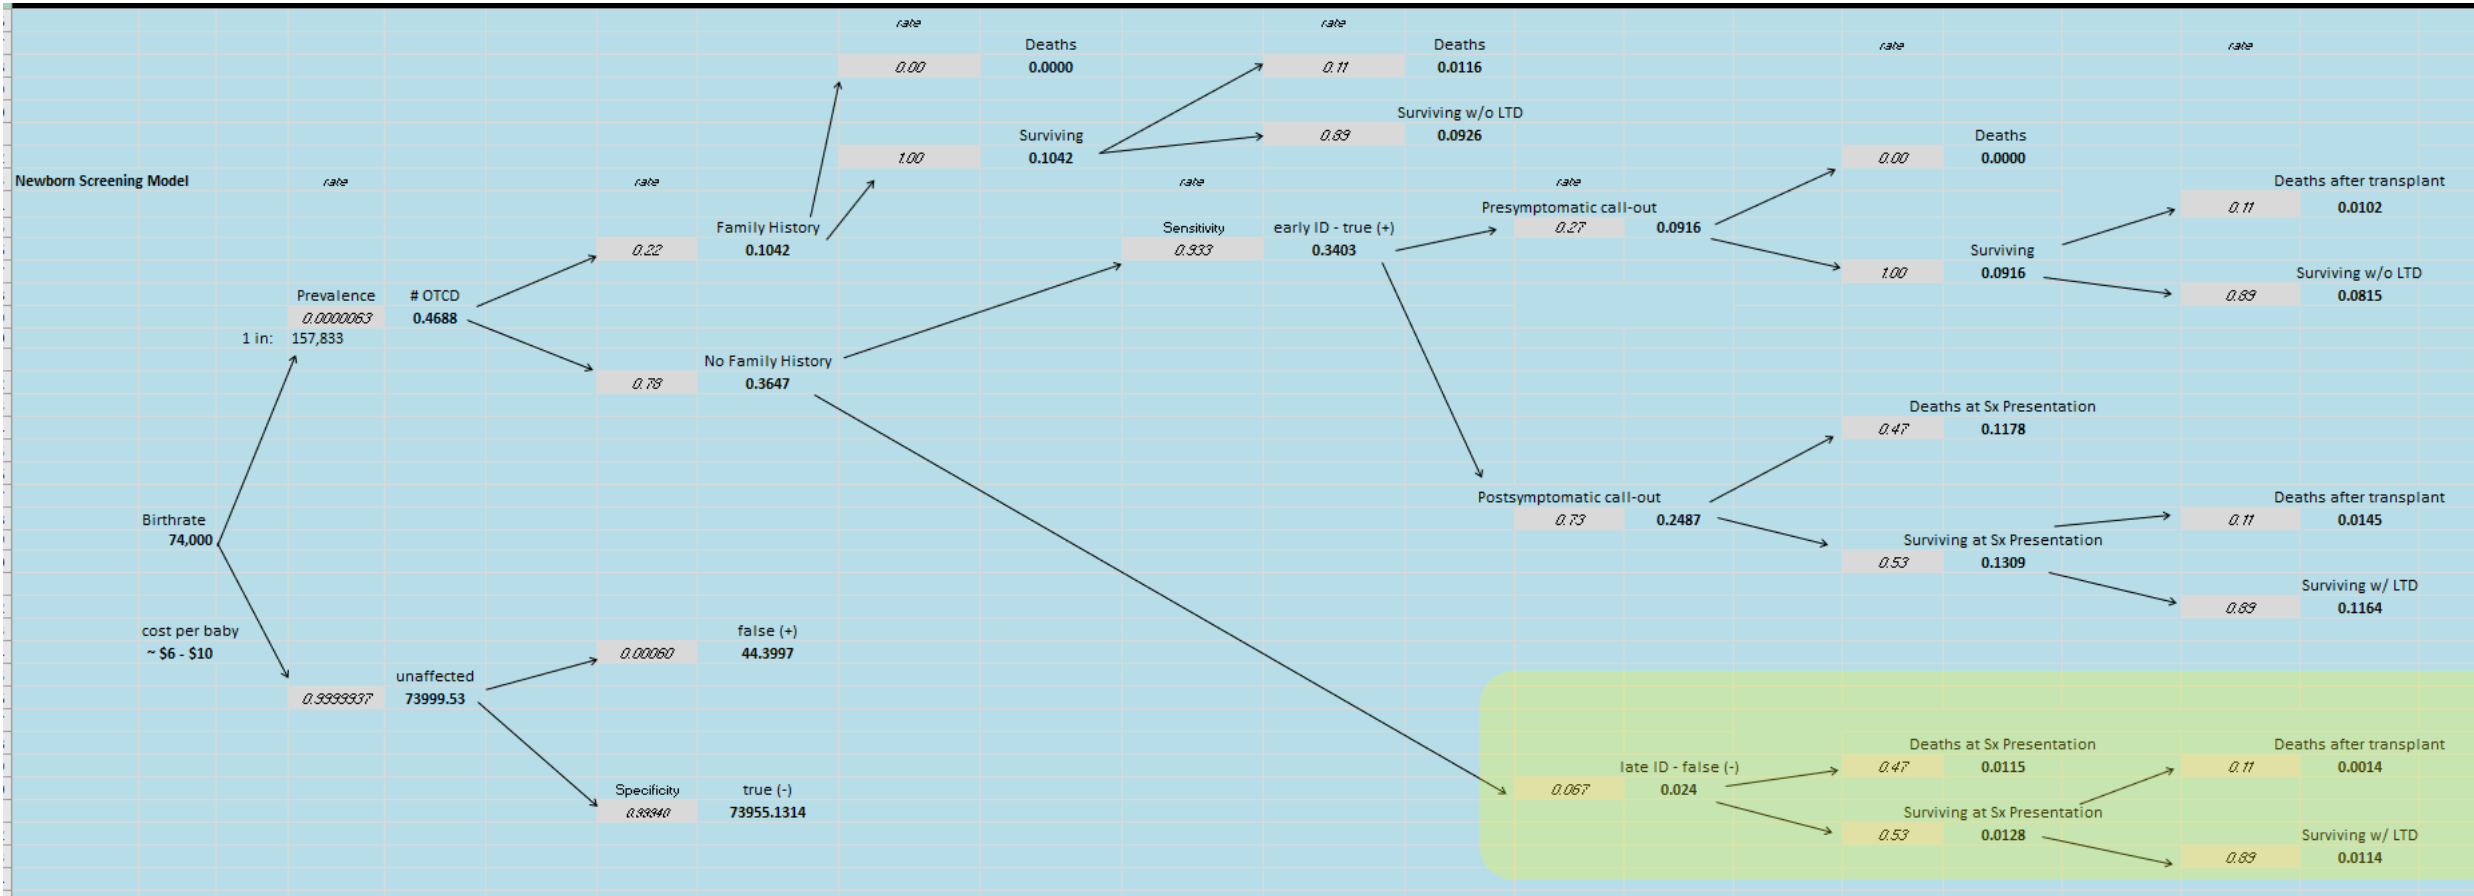 rate rate
Deaths Deaths rate rate
0.00 0.0000 0.11 0.0116
Surviving w/o LTD
Surviving 0.89 0.0926 Deaths
1.00 0.1042 0.00 0.0000
Newborn Screening Model rate rate rate rate Deaths after transplant
Presymptomatic call-out 0.11 0.0102
Family History Sensitivity early ID - true (+) 0.27 0.0916
0.22 0.1042 0.933 0.3403 Surviving
1.00 0.0916 Surviving w/o LTD
Prevalence # OTCD 0.89 0.0815
0.0000063 0.4688
1 in: 157,833
No Family History
0.78 0.3647
Deaths at Sx Presentation
0.47 0.1178
Postsymptomatic call-out Deaths after transplant
Birthrate 0.73 0.2487 0.11 0.0145
74,000 Surviving at Sx Presentation
0.53 0.1309
Surviving w/ LTD
0.89 0.1164
cost per baby false (+)
~ $6 - $10 0.00060 44.3997
unaffected
0.9999937 73999.53
Deaths at Sx Presentation Deaths after transplant
late ID - false (-) 0.47 0.0115 0.11 0.0014
Specificity true (-) 0.067 0.024
0.99940 73955.1314 Surviving at Sx Presentation
0.53 0.0128 Surviving w/ LTD
0.89 0.0114